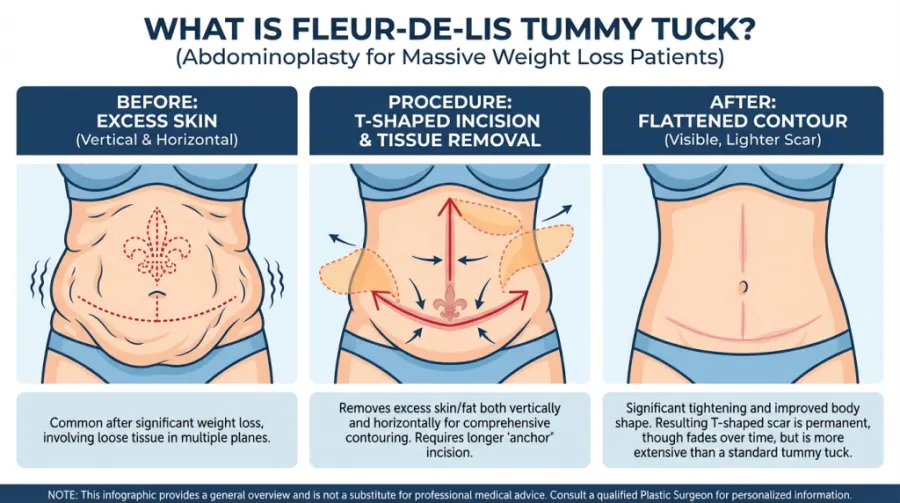 WHAT IS FLEUR-DE-LIS TUMMY TUCK?
(Abdominoplasty for Massive Weight Loss Patients)
BEFORE:
EXCESS SKIN
(Vertical & Horizontal)
Common after significant weight loss,
involving loose tissue in multiple planes.
PROCEDURE:
T-SHAPED INCISION
& TISSUE REMOVAL
Removes excess skin/fat both vertically
and horizontally for comprehensive
contouring. Requires longer 'anchor"
incision.
AFTER:
FLATTENED CONTOUR
(Visible, Lighter Scar)
Significant tightening and improved body
shape. Resulting T-shaped scar is permanent,
though fades over time, but is more
extensive than a standard tummy tuck.
NOTE: This infographic provides a general overview and is not a substitute for professional medical advice. Consult a qualified Plastic Surgeon for personalized information.